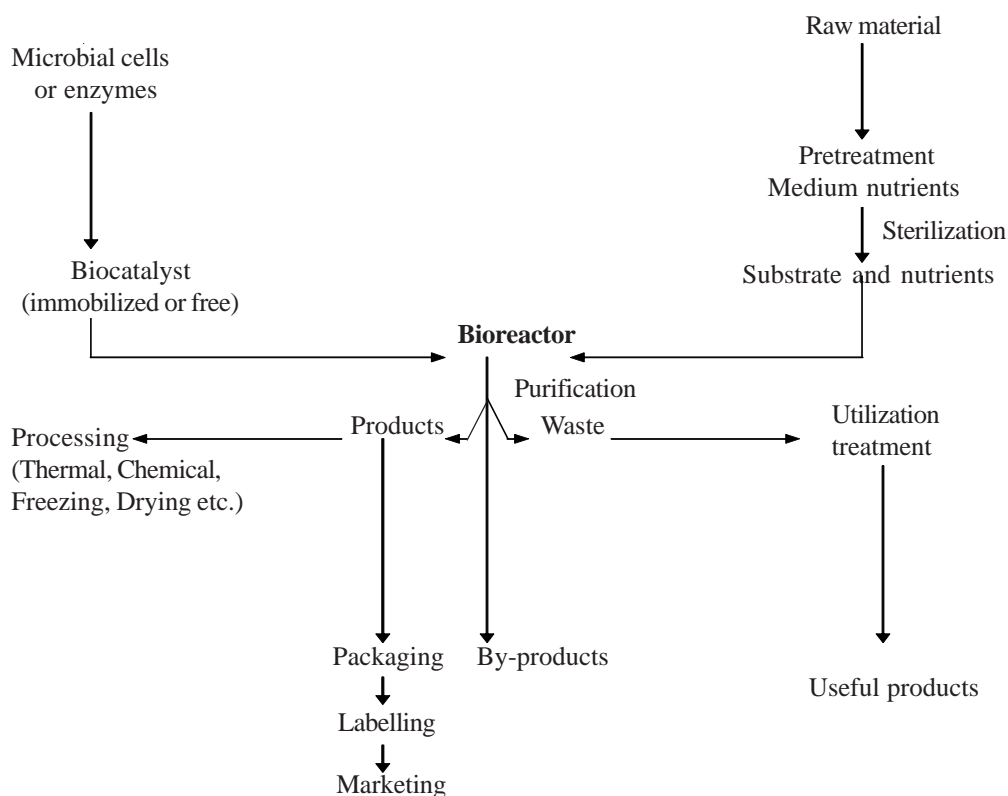 Raw material
Microbial cells
or enzymes
Pretreatment
Medium nutrients
Sterilization
Biocatalyst
(immobilized or free)
Substrate and nutrients
Bioreactor
Purification
Products
Waste
Utilization
treatment
Processing
(Thermal, Chemical,
Freezing, Drying etc.)
Packaging
By-products
Useful products
Labelling
Marketing